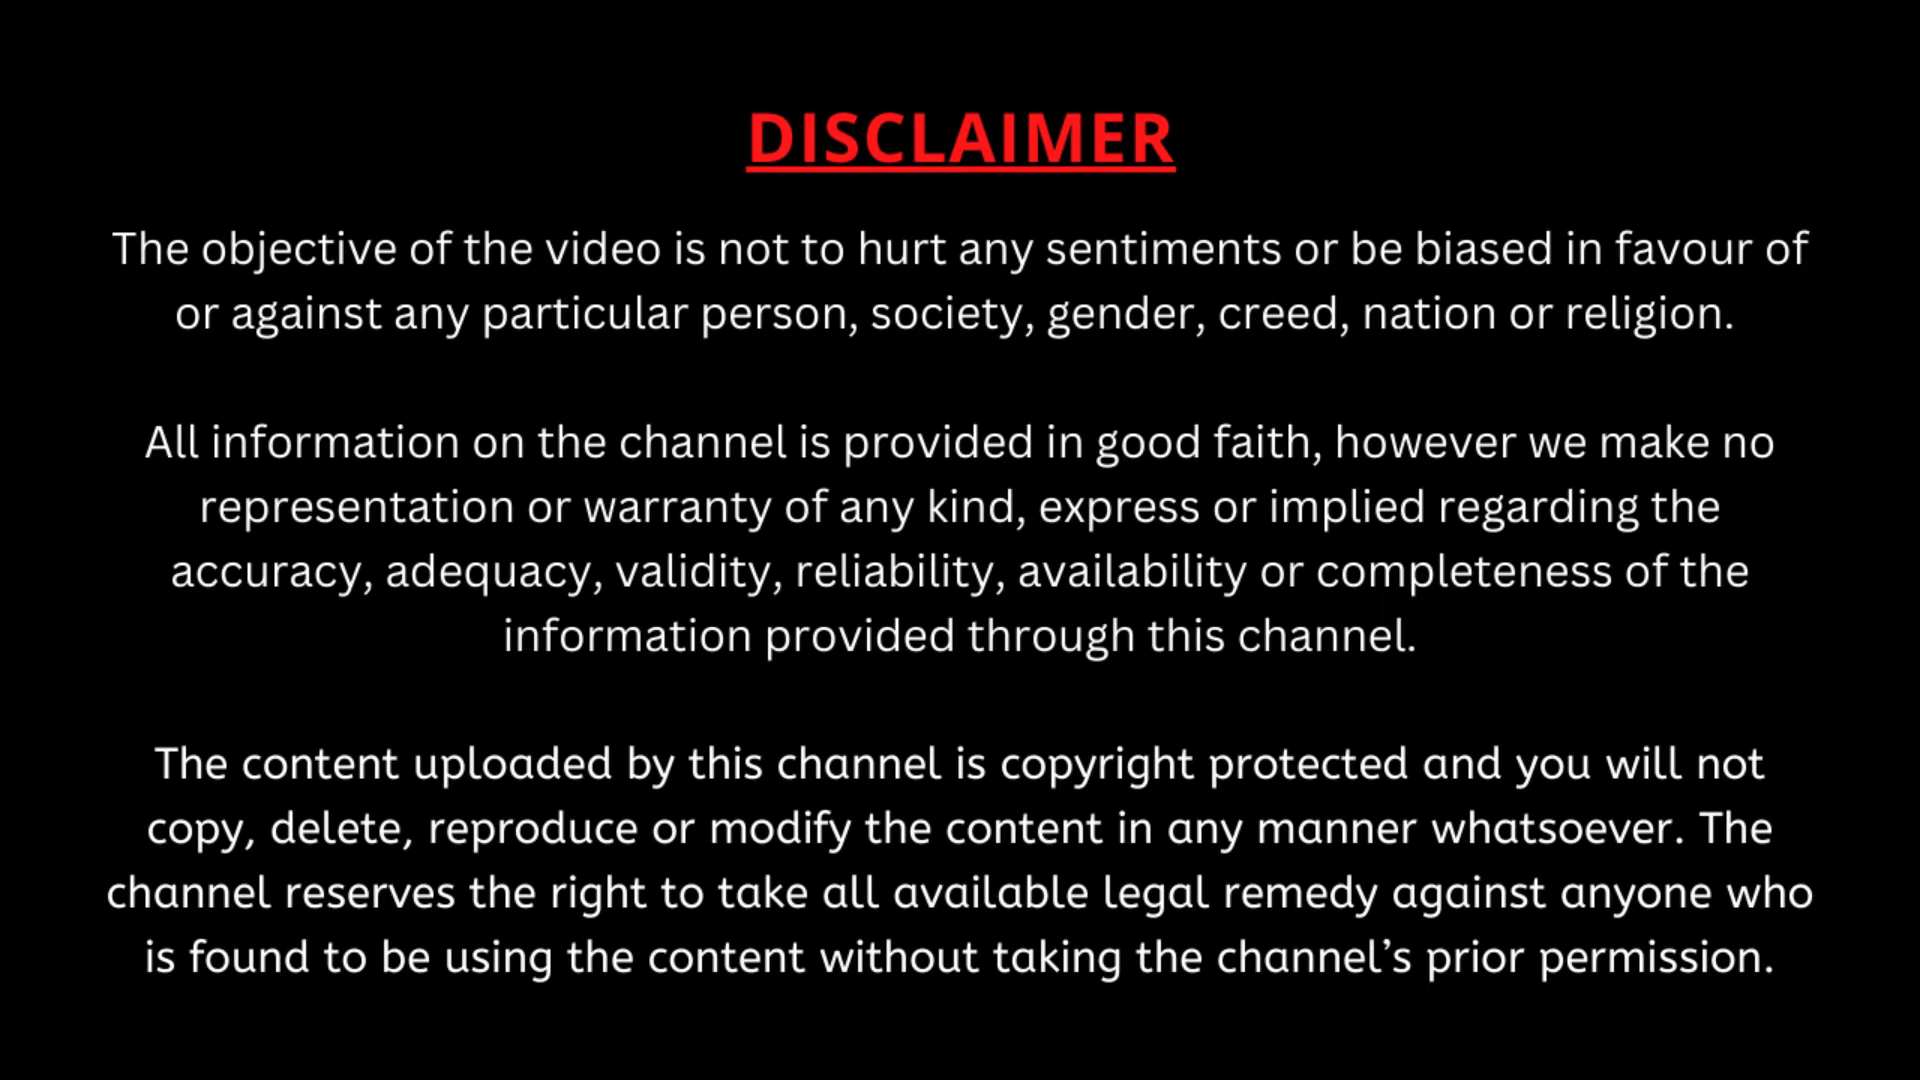 DISCLAIMER
The objective of the video is not to hurt any sentiments or be biased in favour of
or against any particular person, society, gender, creed, nation or religion.
All information on the channel is provided in good faith, however we make no
representation or warranty of any kind, express or implied regarding the
accuracy, adequacy, validity, reliability, availability or completeness of the
information provided through this channel.
The content uploaded by this channel is copyright protected and you will not
copy, delete, reproduce or modify the content in any manner whatsoever. The
channel reserves the right to take all available legal remedy against anyone who
is found to be using the content without taking the channel’s prior permission.